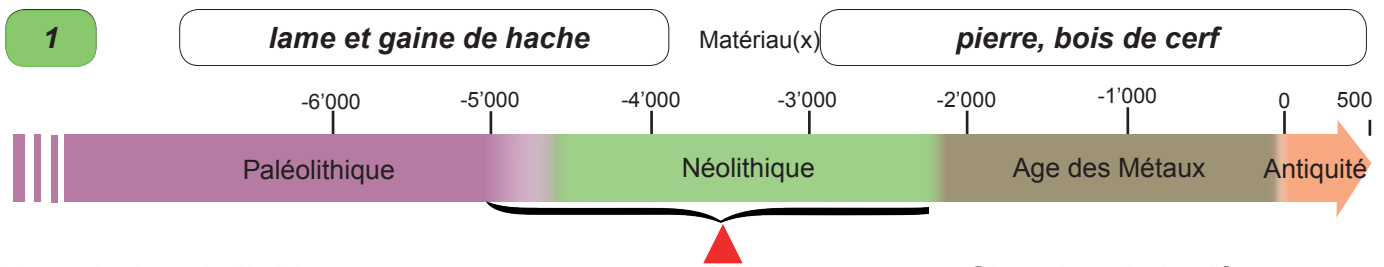 1 lame et gaine de hache Matériau(x) pierre, bois de cerf
-6’000 -5’000 -4’000 -3’000 -2’000 -1’000 0 500
Paléolithique Néolithique Age des Métaux Antiquité